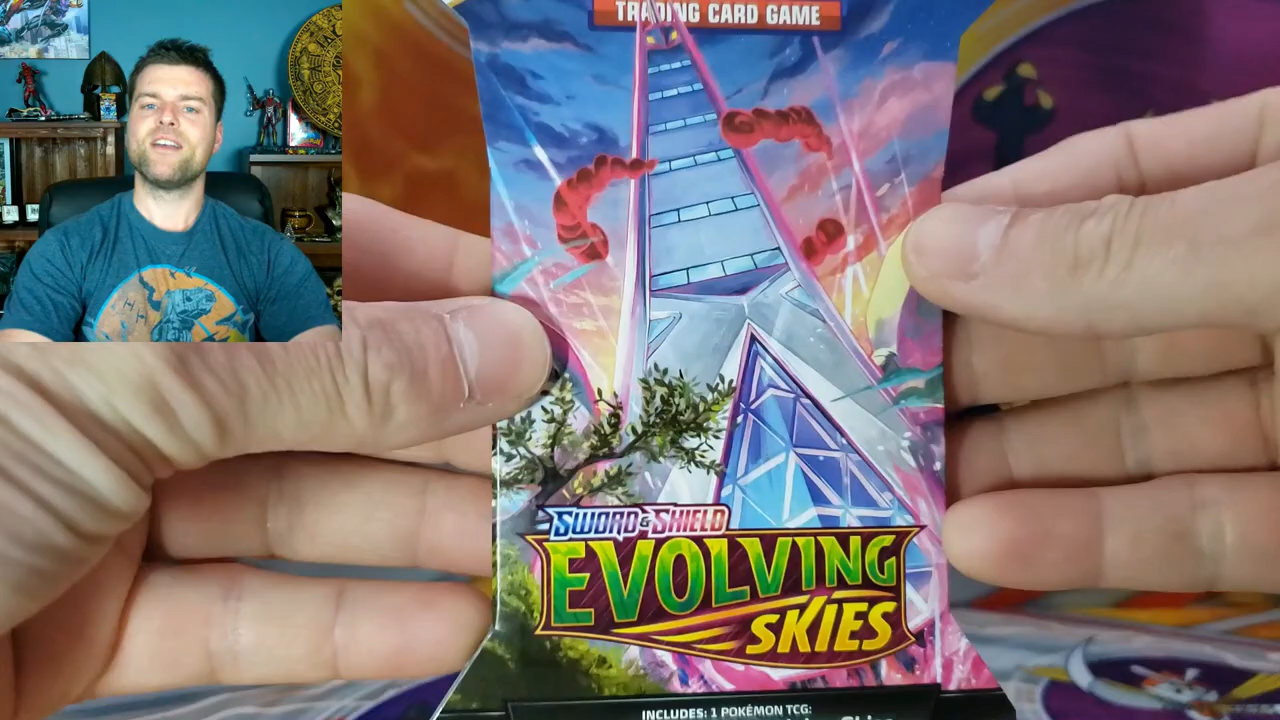 TRADING CARD GAME
SWORD & SHIELD
EVOLVING
SKIES
INCLUDES: 1 POKÉMON TCG: